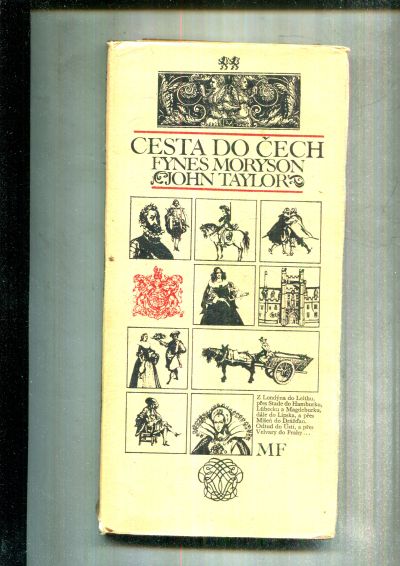 CESTA DO ČECH
FYNES MORYSON
JOHN TAYLOR
Z Londýna do Leithu,
přes Stade do Hamburku,
Lübecku a Magdeburku,
dále do Lipska, a přes
Míšeň do Drážďan.
Odtud do Ústí, a přes
Velvary do Prahy ...
MF